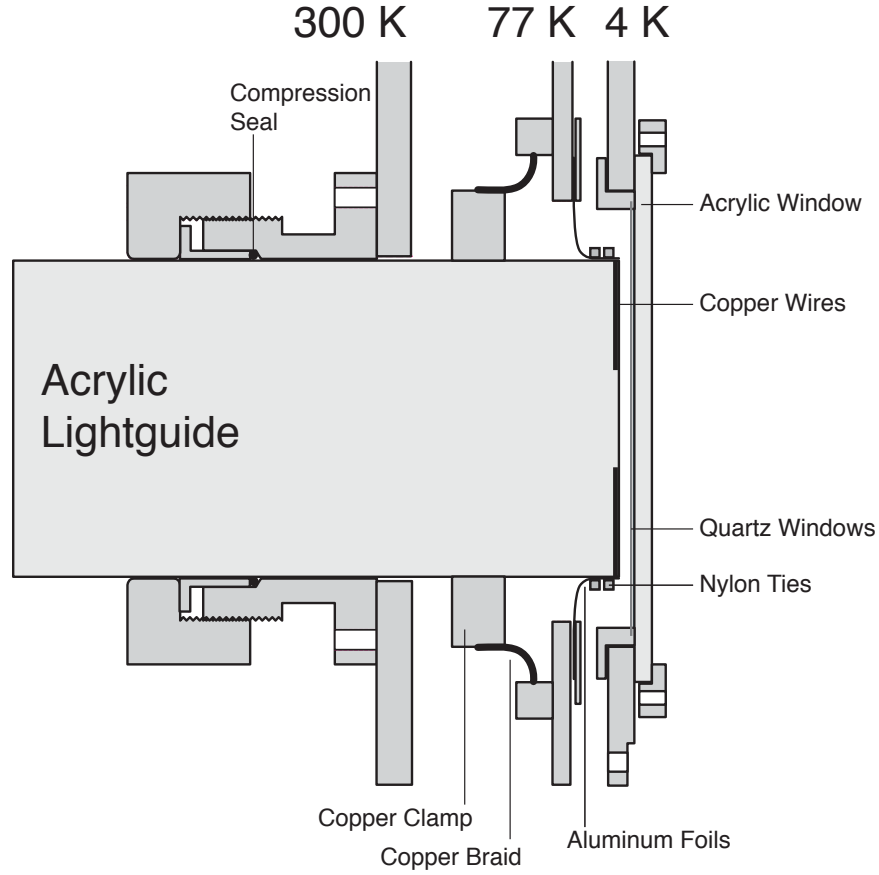 300 K 77 K 4 K
Compression
Seal
Acrylic Window
Copper Wires
Acrylic
Lightguide
Quartz Windows
Nylon Ties
Copper Clamp
Aluminum Foils
Copper Braid